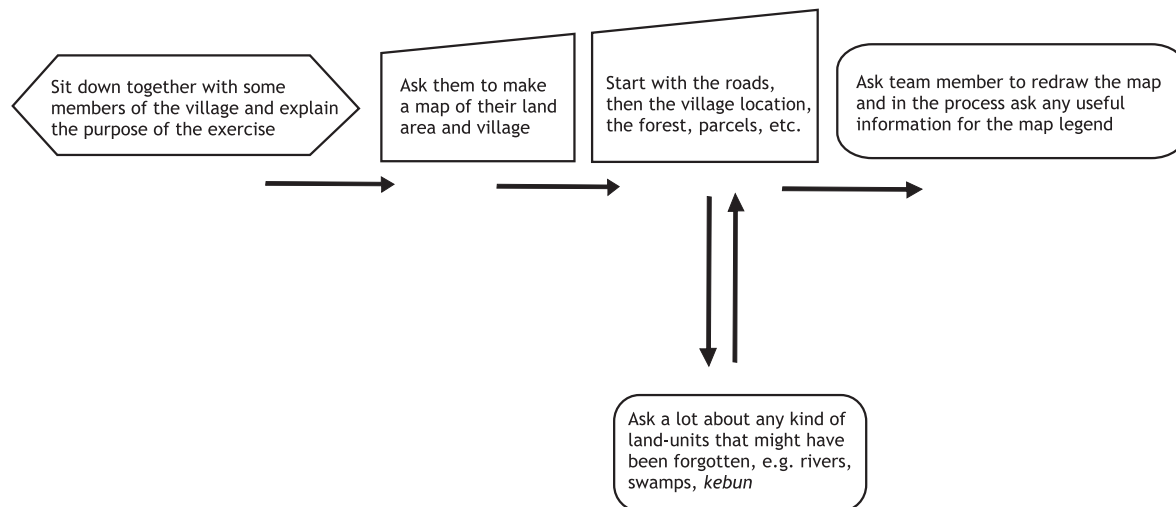 Sit down together with some
members of the village and explain
the purpose of the exercise
Ask them to make
a map of their land
area and village
Start with the roads,
then the village location,
the forest, parcels, etc.
Ask team member to redraw the map
and in the process ask any useful
information for the map legend
Ask a lot about any kind of
land-units that might have
been forgotten, e.g. rivers,
swamps, kebun